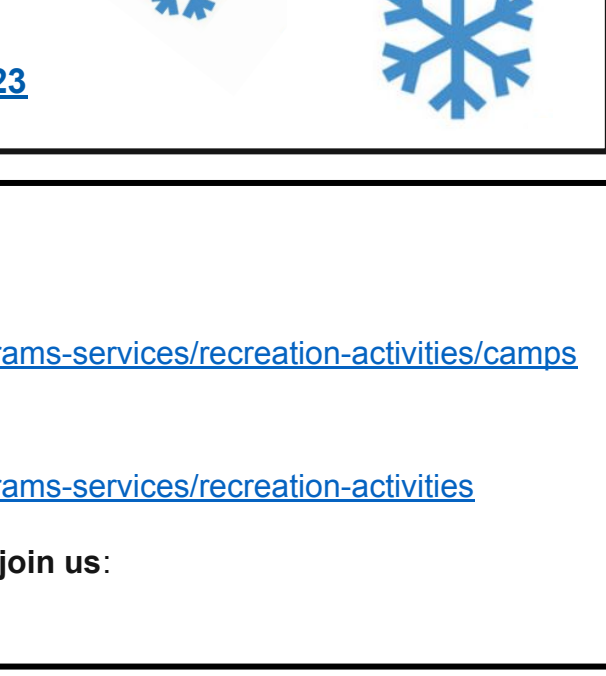 23
rams-services/recreation-activities/camps
rams-services/recreation-activities
join us: